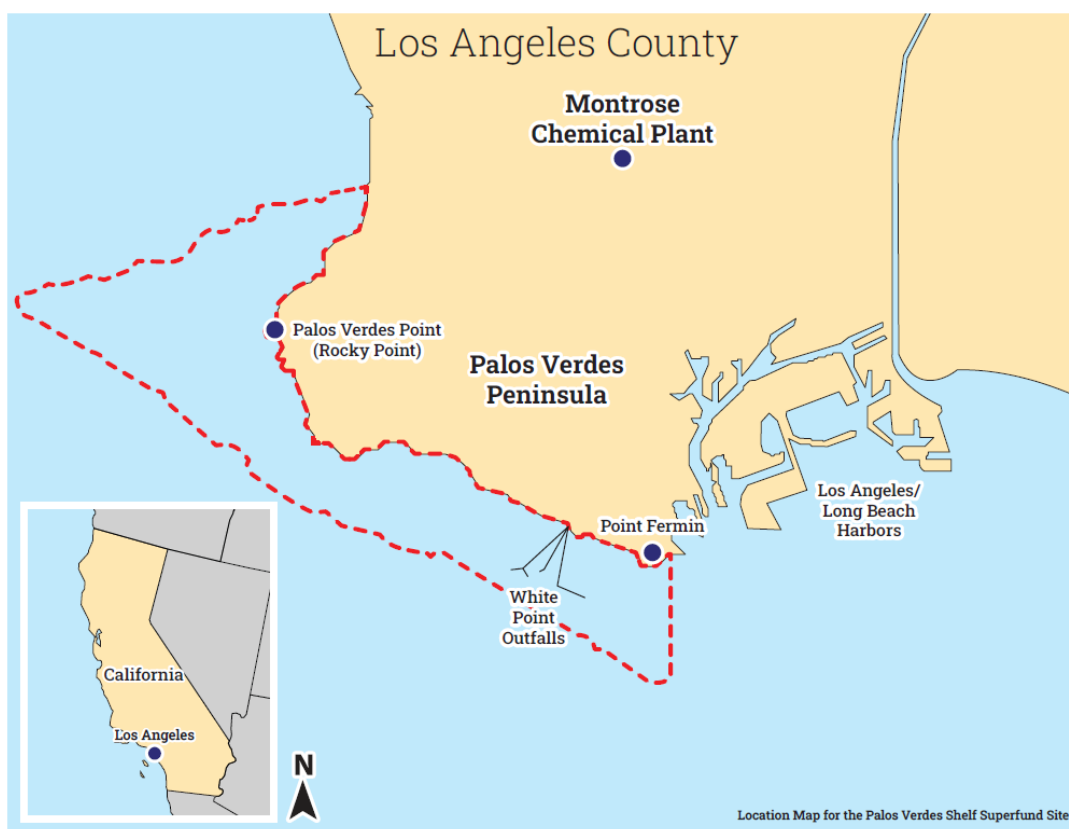 Los Angeles County
Montrose
Chemical Plant
Palos Verdes Point
(Rocky Point)
Palos Verdes
Peninsula
Los Angeles/
Long Beach
Harbors
Point Fermin
White
Point
Outfalls
California
Los Angeles
N
Location Map for the Palos Verdes Shelf Superfund Site